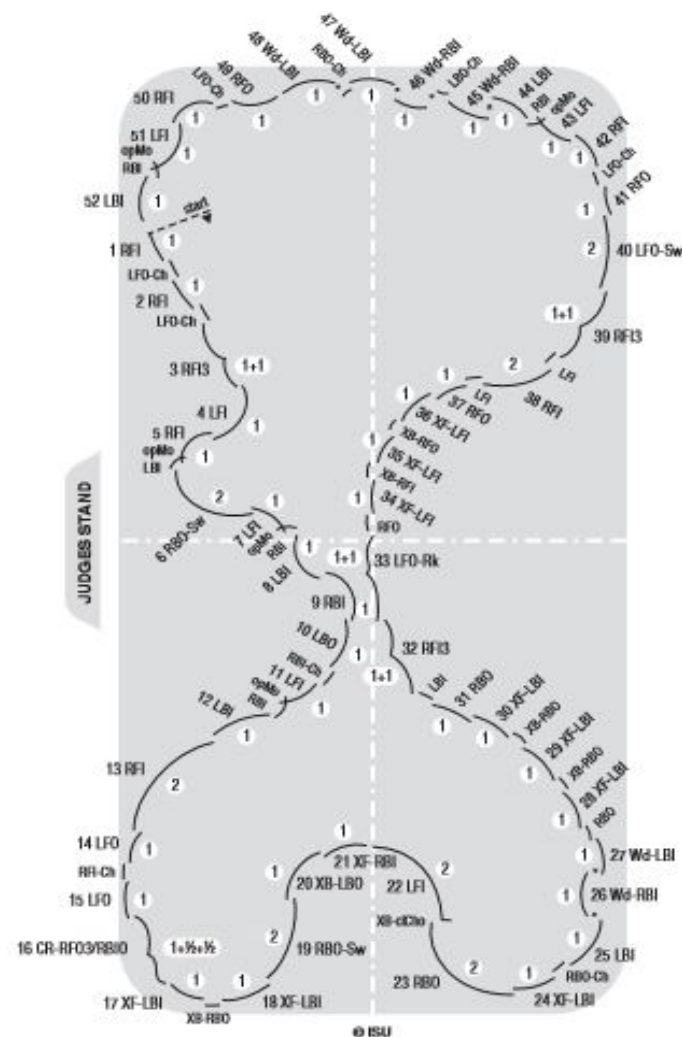 47 Wd-LBI
RBO-Ch
48 Wd-LBI
49 RFO
LFO-Ch
50 RFI
51 LFI
opMo
RBI
52 LBI
start
46 Wd-RBI
LBO-Ch
45 Wd-RBI
44 LBI
RBI
opMo
43 LFI
42 RFI
LFO-Ch
41 RFO
40 LFO-Sw
39 RFI3
1+1
LFI
38 RFI
2
LFI
37 RFO
36 XF-LFI
XB-RFO
35 XF-LFI
XB-RFI
34 XF-LFI
RFO
33 LFO-Rk
1+1
1 RFI
LFO-Ch
2 RFI
LFO-Ch
3 RFI3
1+1
4 LFI
5 RFI
opMo
LBI
6 RBO-Sw
2
7 LFI
opMo
RBI
8 LBI
9 RBI
10 LBO
RBI-Ch
11 LFI
opMo
RBI
12 LBI
13 RFI
2
14 LFO
RFI-Ch
15 LFO
16 CR-RFO3/RBIO
1+½+½
17 XF-LBI
XB-RBO
18 XF-LBI
19 RBO-Sw
2
20 XB-LBO
21 XF-RBI
22 LFI
2
XB-clCho
23 RBO
2
24 XF-LBI
RBO-Ch
25 LBI
26 Wd-RBI
27 Wd-LBI
RBO
28 XF-LBI
XB-RBO
29 XF-LBI
XB-RBO
30 XF-LBI
31 RBO
LBI
32 RFI3
1+1
JUDGES STAND
© ISU